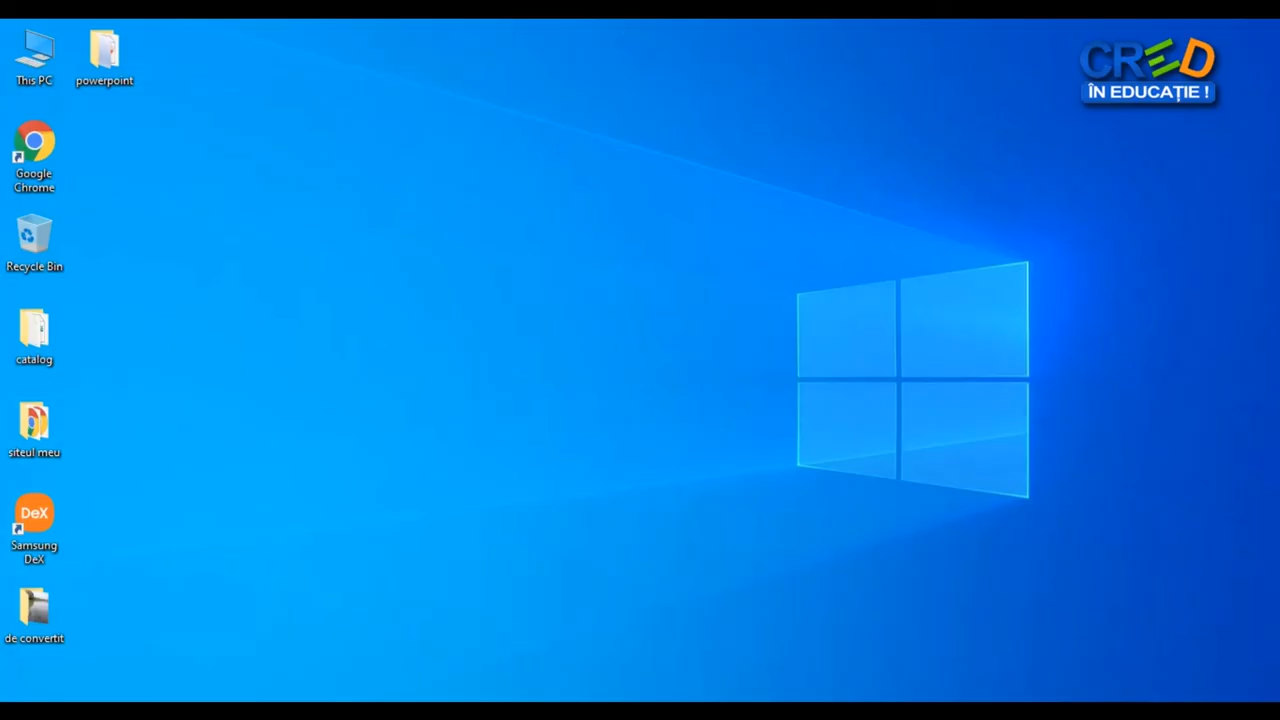 This PC
powerpoint
CRED
ÎN EDUCAȚIE !
Google
Chrome
Recycle Bin
catalog
siteul meu
DeX
Samsung
DeX
de convertit